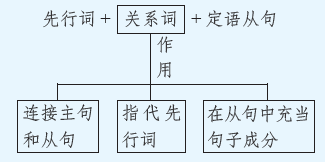 先行词 + 关系词 + 定语从句
作
用
连接主句
和从句
指代先
行词
在从句中充当
句子成分